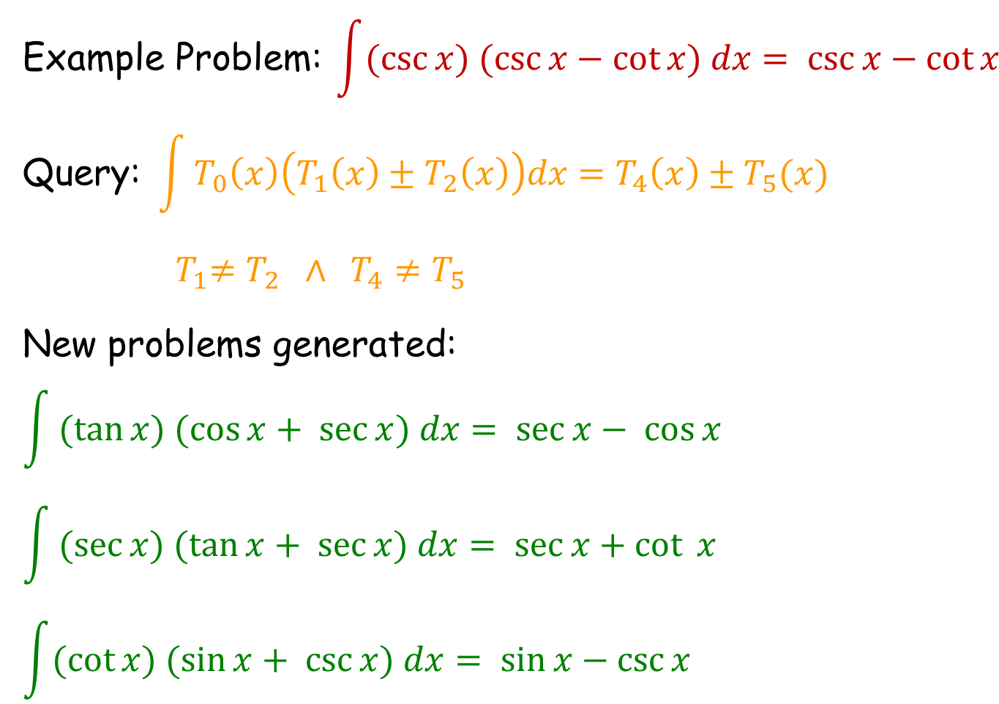 Example Problem: ∫ (csc x) (csc x − cot x) dx = csc x − cot x
Query: ∫ T₀(x)(T₁(x) ± T₂(x))dx = T₄(x) ± T₅(x)
T₁ ≠ T₂ ∧ T₄ ≠ T₅
New problems generated:
∫ (tan x) (cos x + sec x) dx = sec x − cos x
∫ (sec x) (tan x + sec x) dx = sec x + cot x
∫ (cot x) (sin x + csc x) dx = sin x − csc x